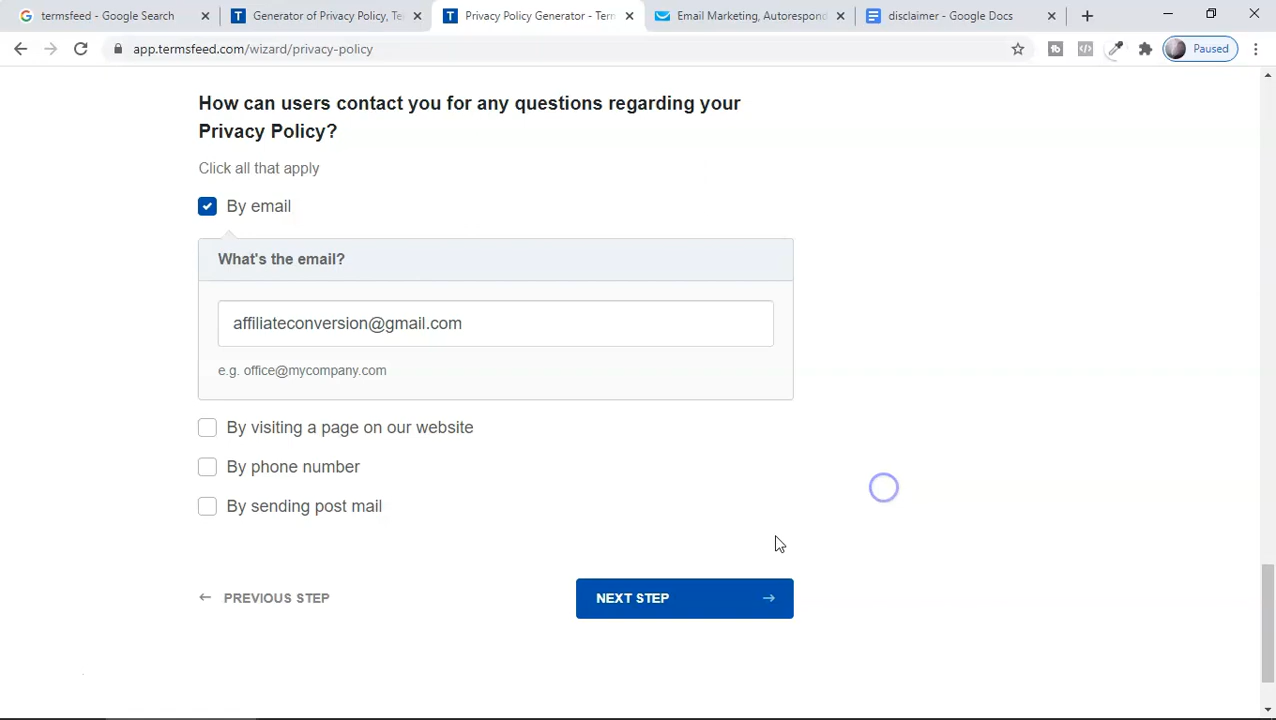 termsfeed - Google Search
Generator of Privacy Policy, Te
Privacy Policy Generator - Term
Email Marketing, Autorespond
disclaimer - Google Docs
app.termsfeed.com/wizard/privacy-policy
Paused
How can users contact you for any questions regarding your
Privacy Policy?
Click all that apply
By email
What's the email?
affiliateconversion@gmail.com
e.g. office@mycompany.com
By visiting a page on our website
By phone number
By sending post mail
← PREVIOUS STEP
NEXT STEP →